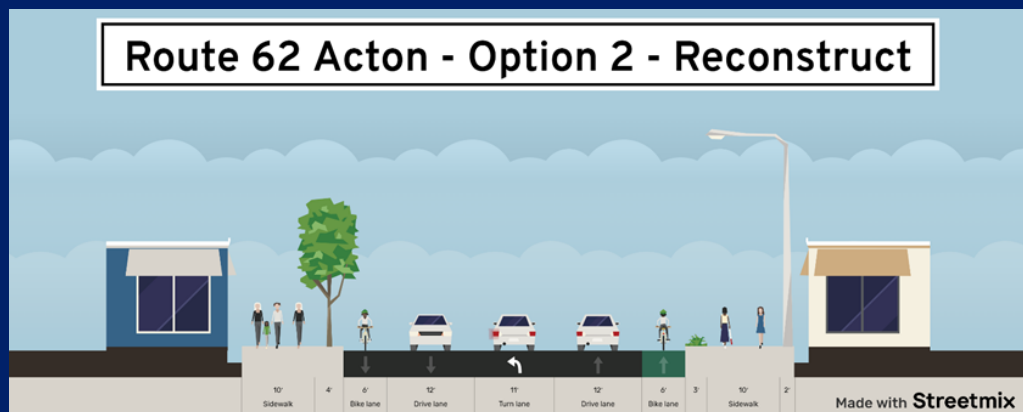 Route 62 Acton - Option 2 - Reconstruct
10' 4' 6' 12' 11' 12' 6' 3' 10' 2'
Sidewalk Bike lane Drive lane Turn lane Drive lane Bike lane Sidewalk
Made with Streetmix